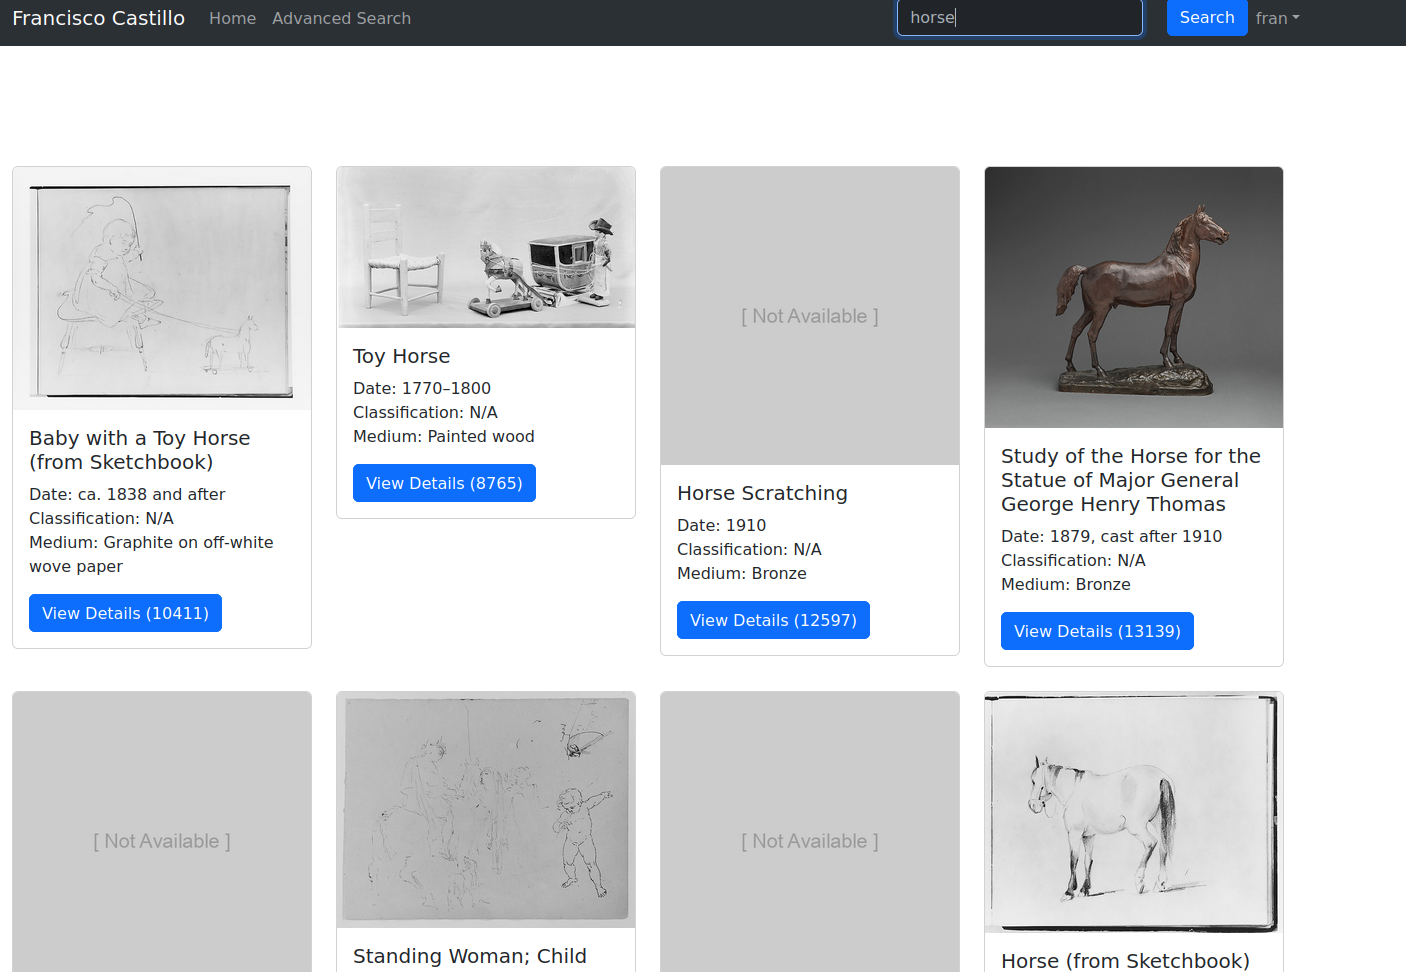 Francisco Castillo Home Advanced Search horse Search fran
Baby with a Toy Horse
(from Sketchbook)
Date: ca. 1838 and after
Classification: N/A
Medium: Graphite on off-white
wove paper
View Details (10411)
Toy Horse
Date: 1770–1800
Classification: N/A
Medium: Painted wood
View Details (8765)
[ Not Available ]
Horse Scratching
Date: 1910
Classification: N/A
Medium: Bronze
View Details (12597)
Study of the Horse for the
Statue of Major General
George Henry Thomas
Date: 1879, cast after 1910
Classification: N/A
Medium: Bronze
View Details (13139)
[ Not Available ]
Standing Woman; Child
[ Not Available ]
Horse (from Sketchbook)